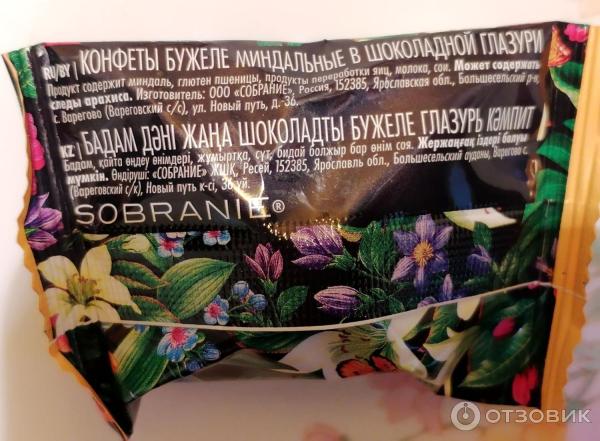 RU/BY | КОНФЕТЫ БУЖЕЛЕ МИНДАЛЬНЫЕ В ШОКОЛАДНОЙ ГЛАЗУРИ
Продукт содержит миндаль, глютен пшеницы, продукты переработки яиц, молока, сои. Может содержать
следы арахиса. Изготовитель: ООО «СОБРАНИЕ», Россия, 152385, Ярославская обл., Большесельский р-н,
с. Варегово (Вареговский с/с), ул. Новый путь, д. 36.
KZ | БАДАМ ДӘНІ ЖАҢА ШОКОЛАДТЫ БУЖЕЛЕ ГЛАЗУРЬ КӘМПИТ
Бадам, қайта өңдеу өнімдері, жұмыртқа, сүт, бидай болжыр бар өнім соя. Жержаңғақ іздері болуы
мүмкін. Өндіруші: «СОБРАНИЕ» ЖШҚ, Ресей, 152385, Ярославль обл., Большесельский ауданы, Варегово с.
(Вареговский с/к), Новый путь к-сі, 36 үй.
SOBRANIE®
ОТЗОВИК